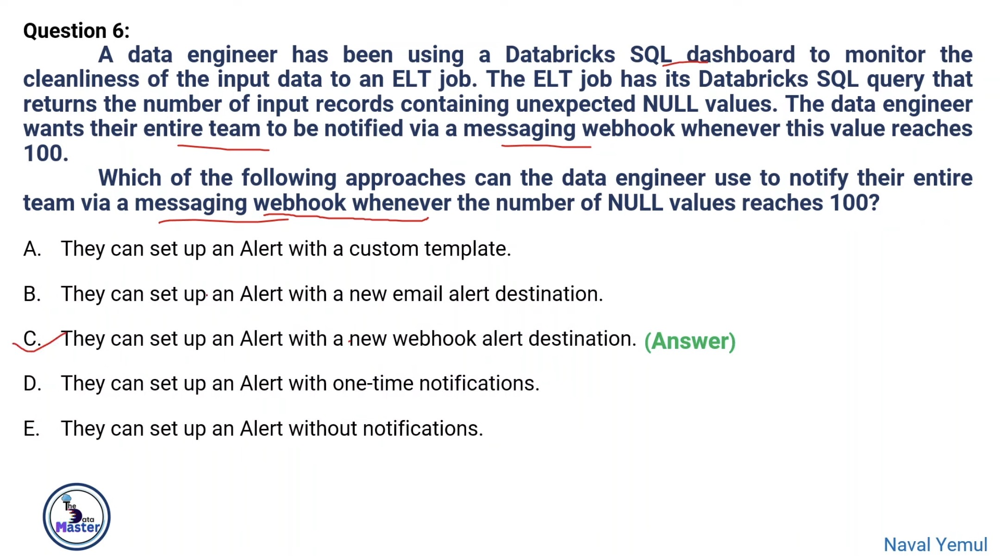 Question 6:
A data engineer has been using a Databricks SQL dashboard to monitor the
cleanliness of the input data to an ELT job. The ELT job has its Databricks SQL query that
returns the number of input records containing unexpected NULL values. The data engineer
wants their entire team to be notified via a messaging webhook whenever this value reaches
100.
Which of the following approaches can the data engineer use to notify their entire
team via a messaging webhook whenever the number of NULL values reaches 100?
A. They can set up an Alert with a custom template.
B. They can set up an Alert with a new email alert destination.
C. They can set up an Alert with a new webhook alert destination. (Answer)
D. They can set up an Alert with one-time notifications.
E. They can set up an Alert without notifications.
The
Data
Master
Naval Yemul